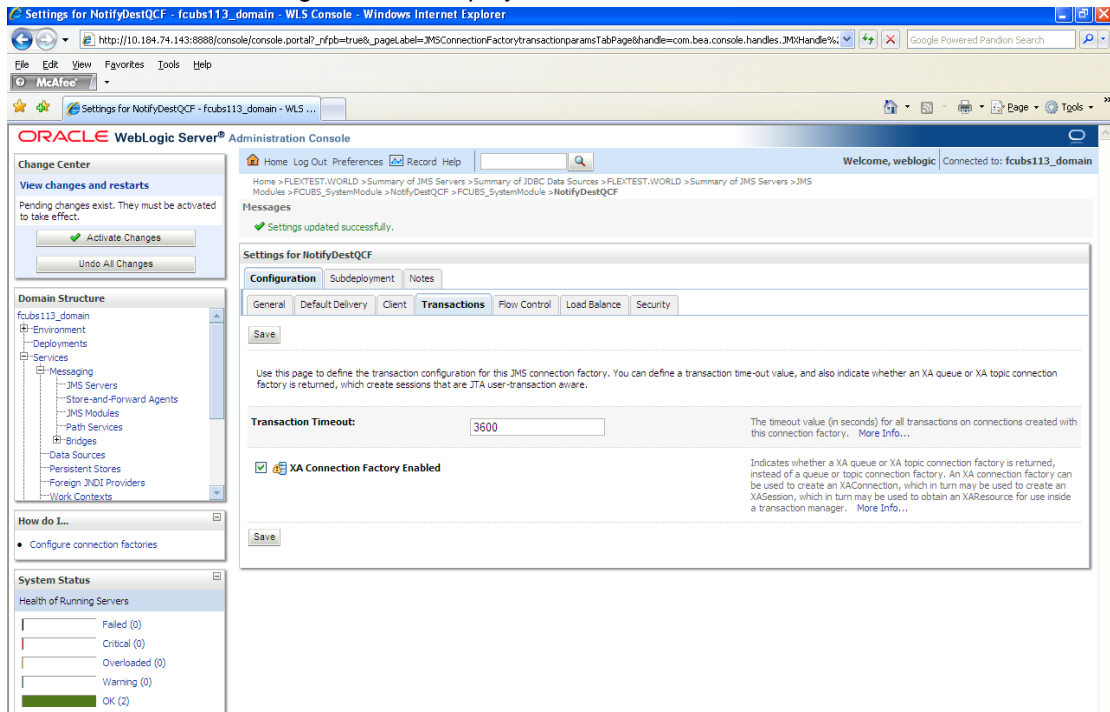 Settings for NotifyDestQCF - fcubs113_domain - WLS Console - Windows Internet Explorer
http://10.184.74.143:8888/console/console.portal?_nfpb=true&_pageLabel=JMSConnectionFactorytransactionparamsTabPage&handle=com.bea.console.handles.JMXHandle%
Google Powered Pandion Search
File Edit View Favorites Tools Help
McAfee
Settings for NotifyDestQCF - fcubs113_domain - WLS ...
Page Tools
ORACLE WebLogic Server® Administration Console
Change Center
View changes and restarts
Pending changes exist. They must be activated
to take effect.
Activate Changes
Undo All Changes
Domain Structure
fcubs113_domain
Environment
Deployments
Services
Messaging
JMS Servers
Store-and-Forward Agents
JMS Modules
Path Services
Bridges
Data Sources
Persistent Stores
Foreign JNDI Providers
Work Contexts
How do I...
Configure connection factories
System Status
Health of Running Servers
Failed (0)
Critical (0)
Overloaded (0)
Warning (0)
OK (2)
Home Log Out Preferences Record Help
Welcome, weblogic Connected to: fcubs113_domain
Home >FLEXTEST.WORLD >Summary of JMS Servers >Summary of JDBC Data Sources >FLEXTEST.WORLD >Summary of JMS Servers >JMS
Modules >FCUBS_SystemModule >NotifyDestQCF >FCUBS_SystemModule >NotifyDestQCF
Messages
Settings updated successfully.
Settings for NotifyDestQCF
Configuration Subdeployment Notes
General Default Delivery Client Transactions Flow Control Load Balance Security
Save
Use this page to define the transaction configuration for this JMS connection factory. You can define a transaction time-out value, and also indicate whether an XA queue or XA topic connection
factory is returned, which create sessions that are JTA user-transaction aware.
Transaction Timeout:
3600
The timeout value (in seconds) for all transactions on connections created with
this connection factory. More Info...
XA Connection Factory Enabled
Indicates whether a XA queue or XA topic connection factory is returned,
instead of a queue or topic connection factory. An XA connection factory can
be used to create an XAConnection, which in turn may be used to create an
XASession, which in turn may be used to obtain an XAResource for use inside
a transaction manager. More Info...
Save